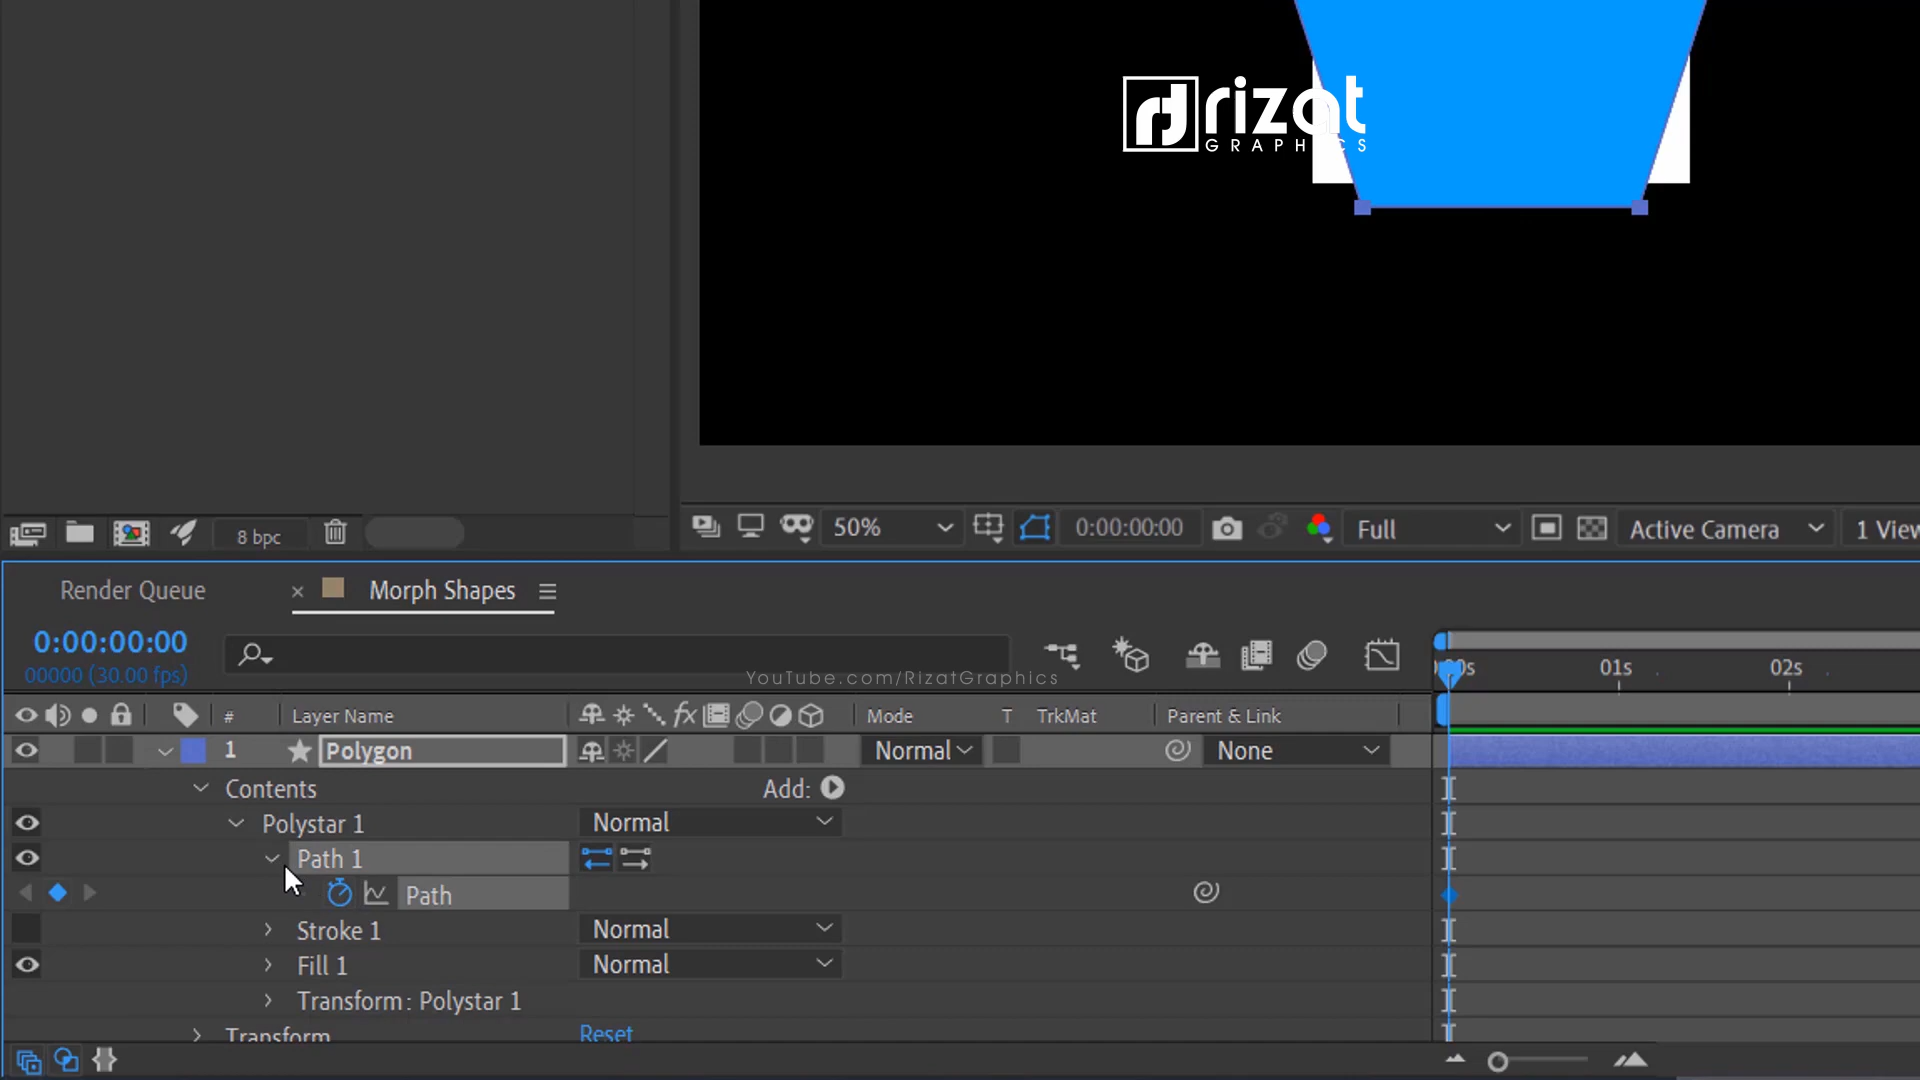 rizat
GRAPHICS
8 bpc
50%
0:00:00:00
Full
Active Camera
1 View
Render Queue
Morph Shapes
0:00:00:00
00000 (30.00 fps)
YouTube.com/RizatGraphics
01s
02s
#
Layer Name
fx
Mode
T
TrkMat
Parent & Link
1
Polygon
Normal
None
Contents
Add:
Polystar 1
Normal
Path 1
Path
Stroke 1
Normal
Fill 1
Normal
Transform: Polystar 1
Transform
Reset